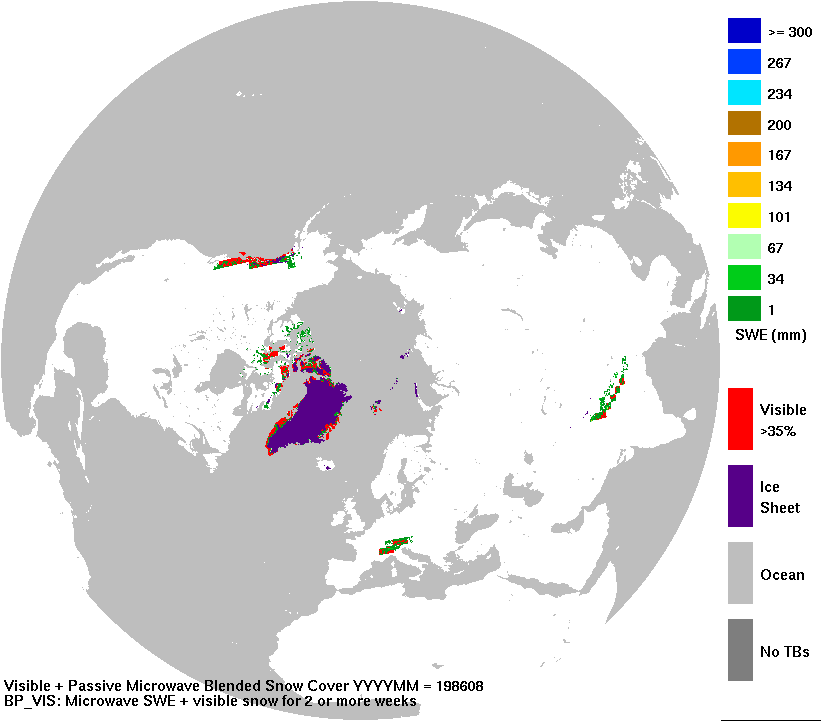 >= 300
267
234
200
167
134
101
67
34
1
SWE (mm)
Visible
>35%
Ice
Sheet
Ocean
No TBs
Visible + Passive Microwave Blended Snow Cover YYYYMM = 198608
BP_VIS: Microwave SWE + visible snow for 2 or more weeks